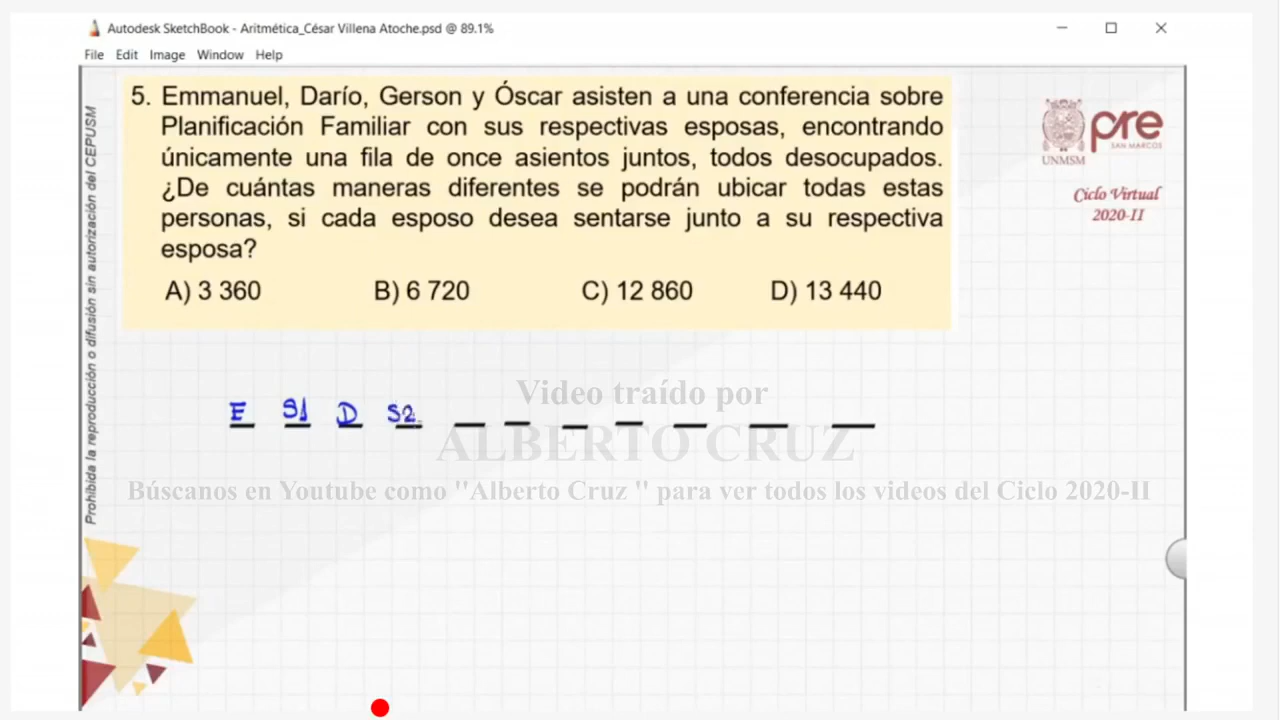 Autodesk SketchBook - Aritmética_César Villena Atoche.psd @ 89.1%
File Edit Image Window Help
5. Emmanuel, Darío, Gerson y Óscar asisten a una conferencia sobre
Planificación Familiar con sus respectivas esposas, encontrando
únicamente una fila de once asientos juntos, todos desocupados.
¿De cuántas maneras diferentes se podrán ubicar todas estas
personas, si cada esposo desea sentarse junto a su respectiva
esposa?
A) 3 360 B) 6 720 C) 12 860 D) 13 440
Prohibida la reproducción o difusión sin autorización del CEPUSM
pre
SAN MARCOS
UNMSM
Ciclo Virtual
2020-II
E S1 D S2
Video traído por
ALBERTO CRUZ
Búscanos en Youtube como "Alberto Cruz " para ver todos los videos del Ciclo 2020-II